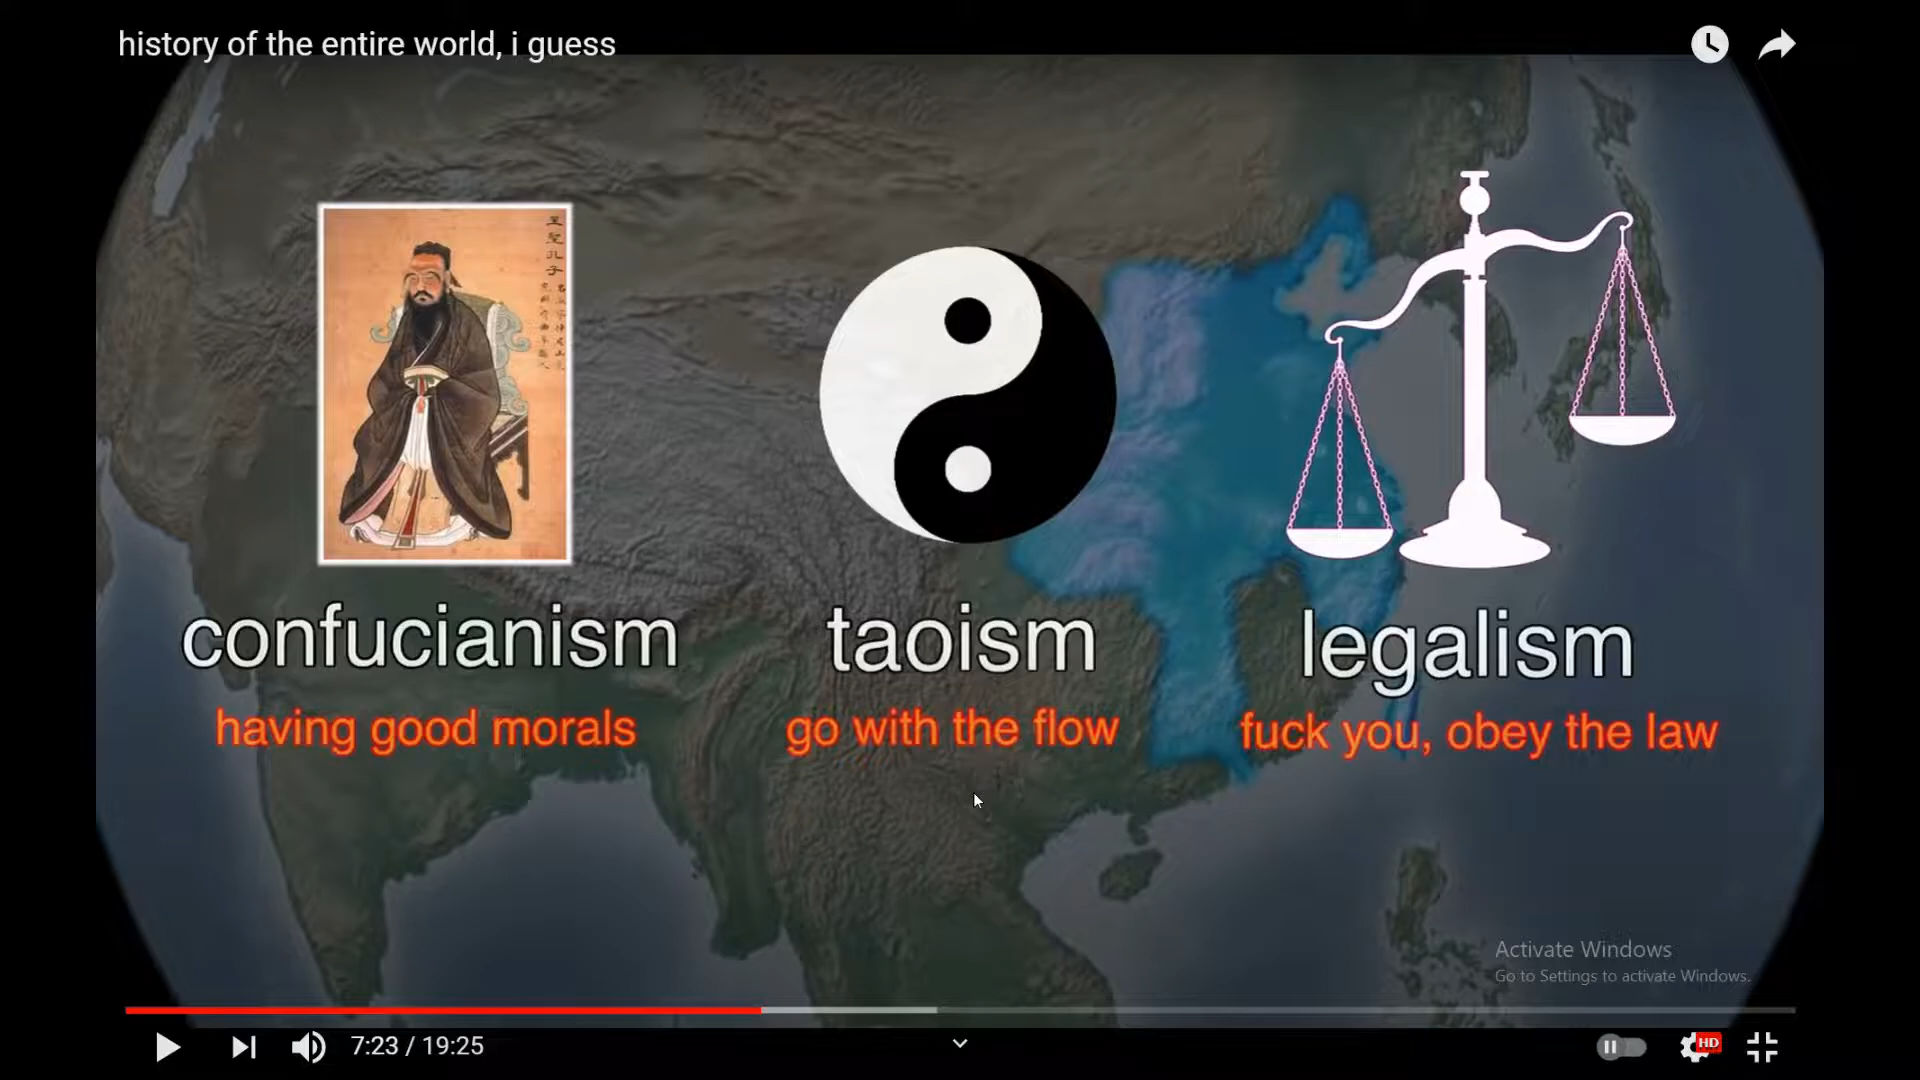 history of the entire world, i guess
confucianism
taoism
legalism
having good morals
go with the flow
fuck you, obey the law
Activate Windows
Go to Settings to activate Windows.
7:23 / 19:25
HD